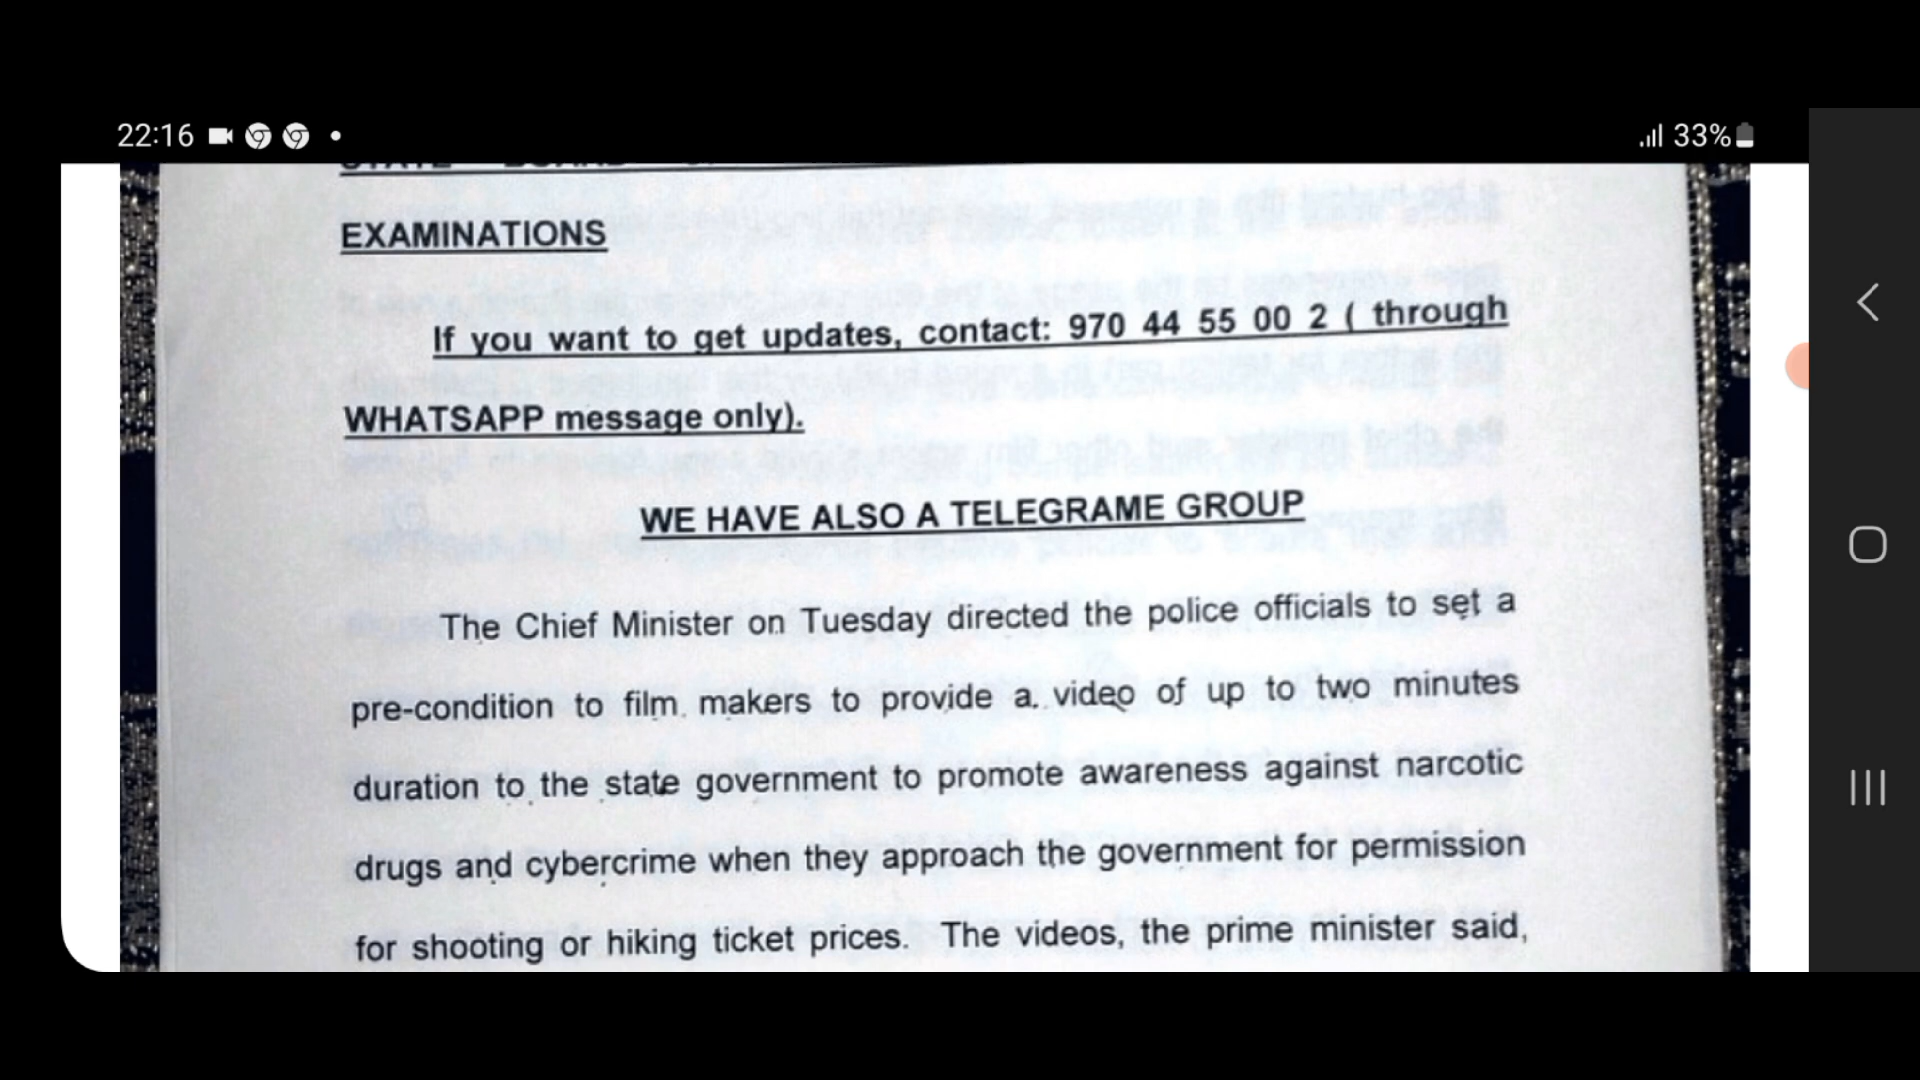 22:16
33%
EXAMINATIONS
If you want to get updates, contact: 970 44 55 00 2 ( through
WHATSAPP message only).
WE HAVE ALSO A TELEGRAME GROUP
The Chief Minister on Tuesday directed the police officials to set a
pre-condition to film makers to provide a video of up to two minutes
duration to the state government to promote awareness against narcotic
drugs and cybercrime when they approach the government for permission
for shooting or hiking ticket prices. The videos, the prime minister said,